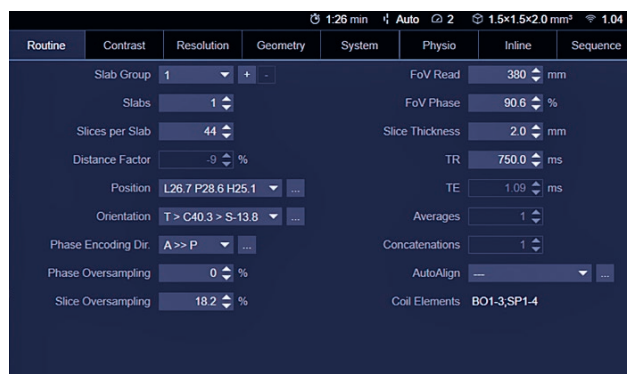 1:26 min Auto 2 1.5×1.5×2.0 mm³ 1.04
Routine Contrast Resolution Geometry System Physio Inline Sequence
Slab Group 1 + -
Slabs 1
Slices per Slab 44
Distance Factor -9 %
Position L26.7 P28.6 H25.1 ...
Orientation T > C40.3 > S-13.8 ...
Phase Encoding Dir. A >> P ...
Phase Oversampling 0 %
Slice Oversampling 18.2 %
FoV Read 380 mm
FoV Phase 90.6 %
Slice Thickness 2.0 mm
TR 750.0 ms
TE 1.09 ms
Averages 1
Concatenations 1
AutoAlign --- ...
Coil Elements BO1-3;SP1-4